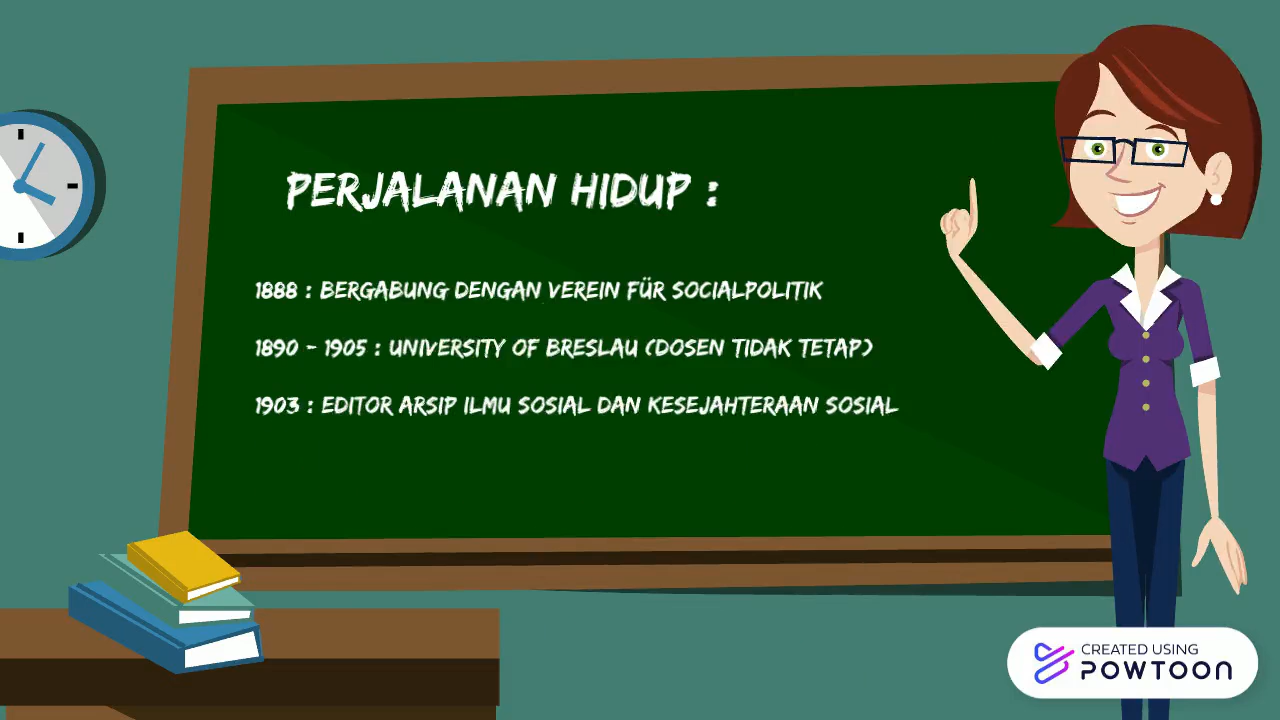 PERJALANAN HIDUP :
1888 : BERGABUNG DENGAN VEREIN FÜR SOCIALPOLITIK
1890 - 1905 : UNIVERSITY OF BRESLAU (DOSEN TIDAK TETAP)
1903 : EDITOR ARSIP ILMU SOSIAL DAN KESEJAHTERAAN SOSIAL
CREATED USING
POWTOON